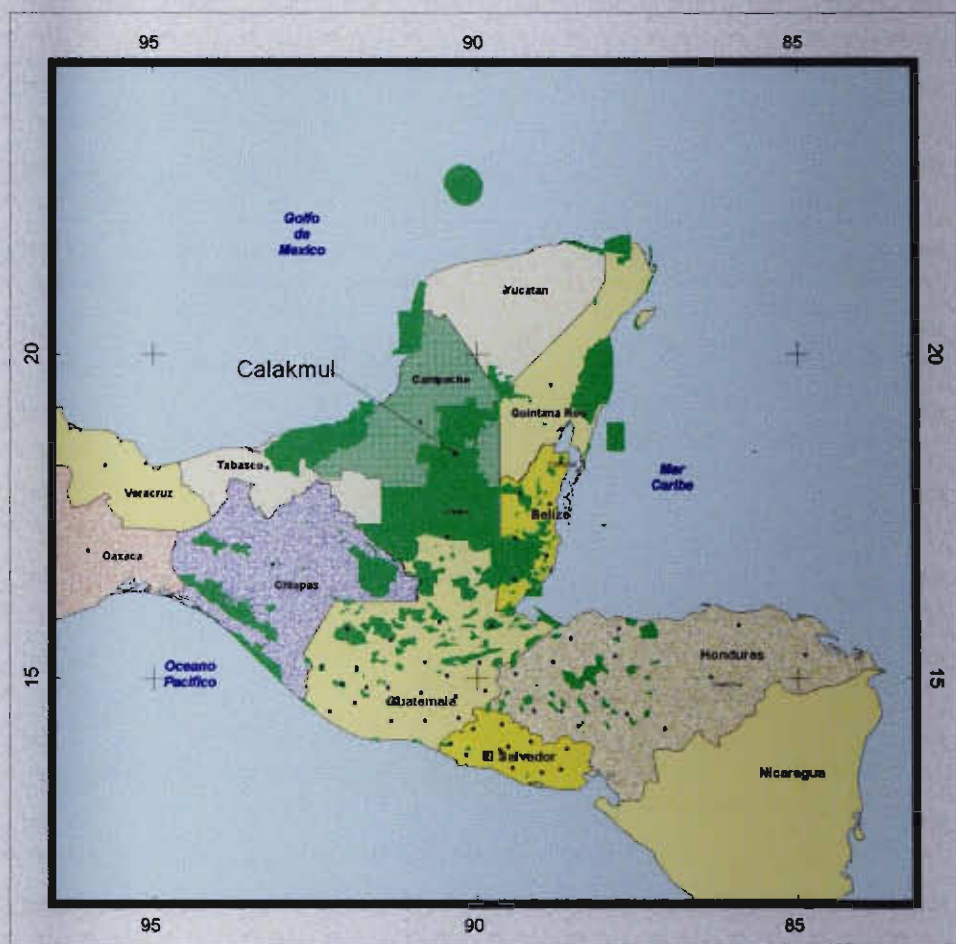 95 90 85
Golfo
de
Mexico
Yucatan
20 20
Calakmul
Campeche
Quintana Roo
Mar
Caribe
Tabasco
Veracruz
Belize
Oaxaca
Chiapas
Honduras
Oceano
Pacifico
15 15
Guatemala
El Salvador
Nicaragua
95 90 85